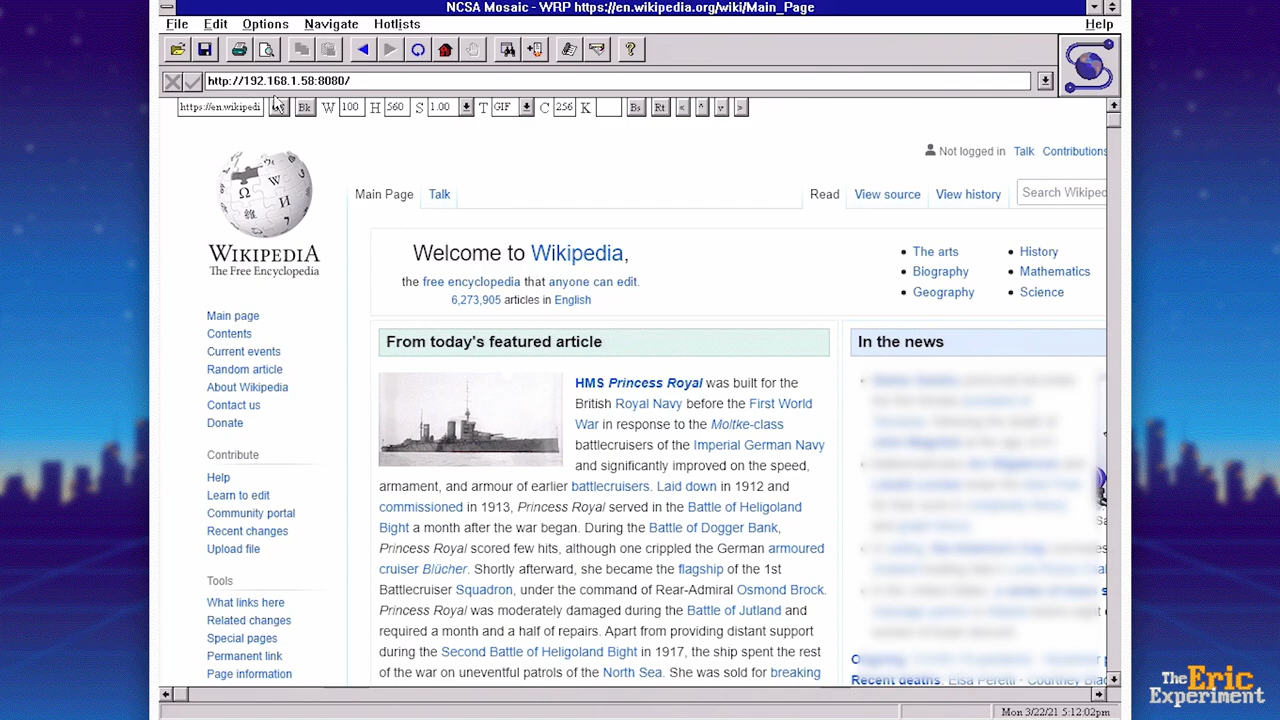 NCSA Mosaic - WRP https://en.wikipedia.org/wiki/Main_Page
File Edit Options Navigate Hotlists Help
http://192.168.1.58:8080/
https://en.wikipedi Bk W 100 H 560 S 1.00 T GIF C 256 K Bs Rt < ^ v >
Not logged in Talk Contributions
Main Page Talk Read View source View history Search Wikiped
WIKIPEDIA
The Free Encyclopedia
Welcome to Wikipedia,
the free encyclopedia that anyone can edit.
6,273,905 articles in English
The arts
Biography
Geography
History
Mathematics
Science
Main page
Contents
Current events
Random article
About Wikipedia
Contact us
Donate
Contribute
Help
Learn to edit
Community portal
Recent changes
Upload file
Tools
What links here
Related changes
Special pages
Permanent link
Page information
From today's featured article
HMS Princess Royal was built for the
British Royal Navy before the First World
War in response to the Moltke-class
battlecruisers of the Imperial German Navy
and significantly improved on the speed,
armament, and armour of earlier battlecruisers. Laid down in 1912 and
commissioned in 1913, Princess Royal served in the Battle of Heligoland
Bight a month after the war began. During the Battle of Dogger Bank,
Princess Royal scored few hits, although one crippled the German armoured
cruiser Blücher. Shortly afterward, she became the flagship of the 1st
Battlecruiser Squadron, under the command of Rear-Admiral Osmond Brock.
Princess Royal was moderately damaged during the Battle of Jutland and
required a month and a half of repairs. Apart from providing distant support
during the Second Battle of Heligoland Bight in 1917, the ship spent the rest
of the war on uneventful patrols of the North Sea. She was sold for breaking
In the news
Recent deaths: Elsa Peretti · Courtney
Mon 3/22/21 5:12:02pm
The Eric
Experiment